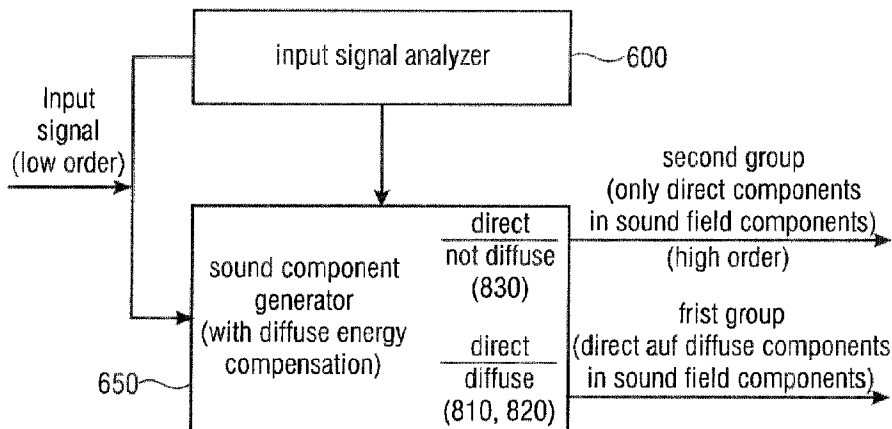 input signal analyzer
600
Input
signal
(low order)
sound component
generator
(with diffuse energy
compensation)
650
direct
not diffuse
(830)
direct
diffuse
(810, 820)
second group
(only direct components
in sound field components)
(high order)
frist group
(direct auf diffuse components
in sound field components)